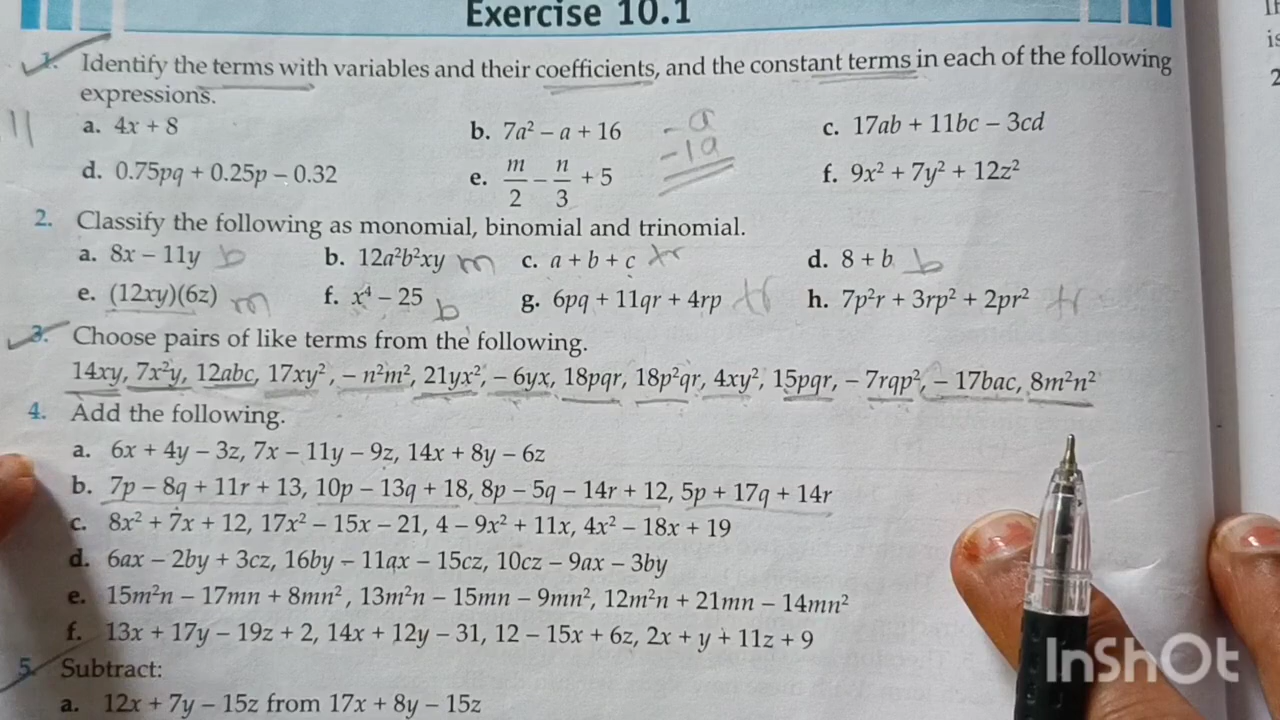 Exercise 10.1
1. Identify the terms with variables and their coefficients, and the constant terms in each of the following
expressions.
a. 4x + 8 b. 7a² – a + 16 c. 17ab + 11bc – 3cd
– a
– 1a
d. 0.75pq + 0.25p – 0.32 e. m/2 – n/3 + 5 f. 9x² + 7y² + 12z²
2. Classify the following as monomial, binomial and trinomial.
a. 8x – 11y b b. 12a²b²xy m c. a + b + c tr d. 8 + b b
e. (12xy)(6z) m f. x⁴ – 25 b g. 6pq + 11qr + 4rp tr h. 7p²r + 3rp² + 2pr² tr
3. Choose pairs of like terms from the following.
14xy, 7x²y, 12abc, 17xy², – n²m², 21yx², – 6yx, 18pqr, 18p²qr, 4xy², 15pqr, – 7rqp², – 17bac, 8m²n²
4. Add the following.
a. 6x + 4y – 3z, 7x – 11y – 9z, 14x + 8y – 6z
b. 7p – 8q + 11r + 13, 10p – 13q + 18, 8p – 5q – 14r + 12, 5p + 17q + 14r
c. 8x² + 7x + 12, 17x² – 15x – 21, 4 – 9x² + 11x, 4x² – 18x + 19
d. 6ax – 2by + 3cz, 16by – 11ax – 15cz, 10cz – 9ax – 3by
e. 15m²n – 17mn + 8mn², 13m²n – 15mn – 9mn², 12m²n + 21mn – 14mn²
f. 13x + 17y – 19z + 2, 14x + 12y – 31, 12 – 15x + 6z, 2x + y + 11z + 9
5. Subtract:
a. 12x + 7y – 15z from 17x + 8y – 15z
is
2
InShOt